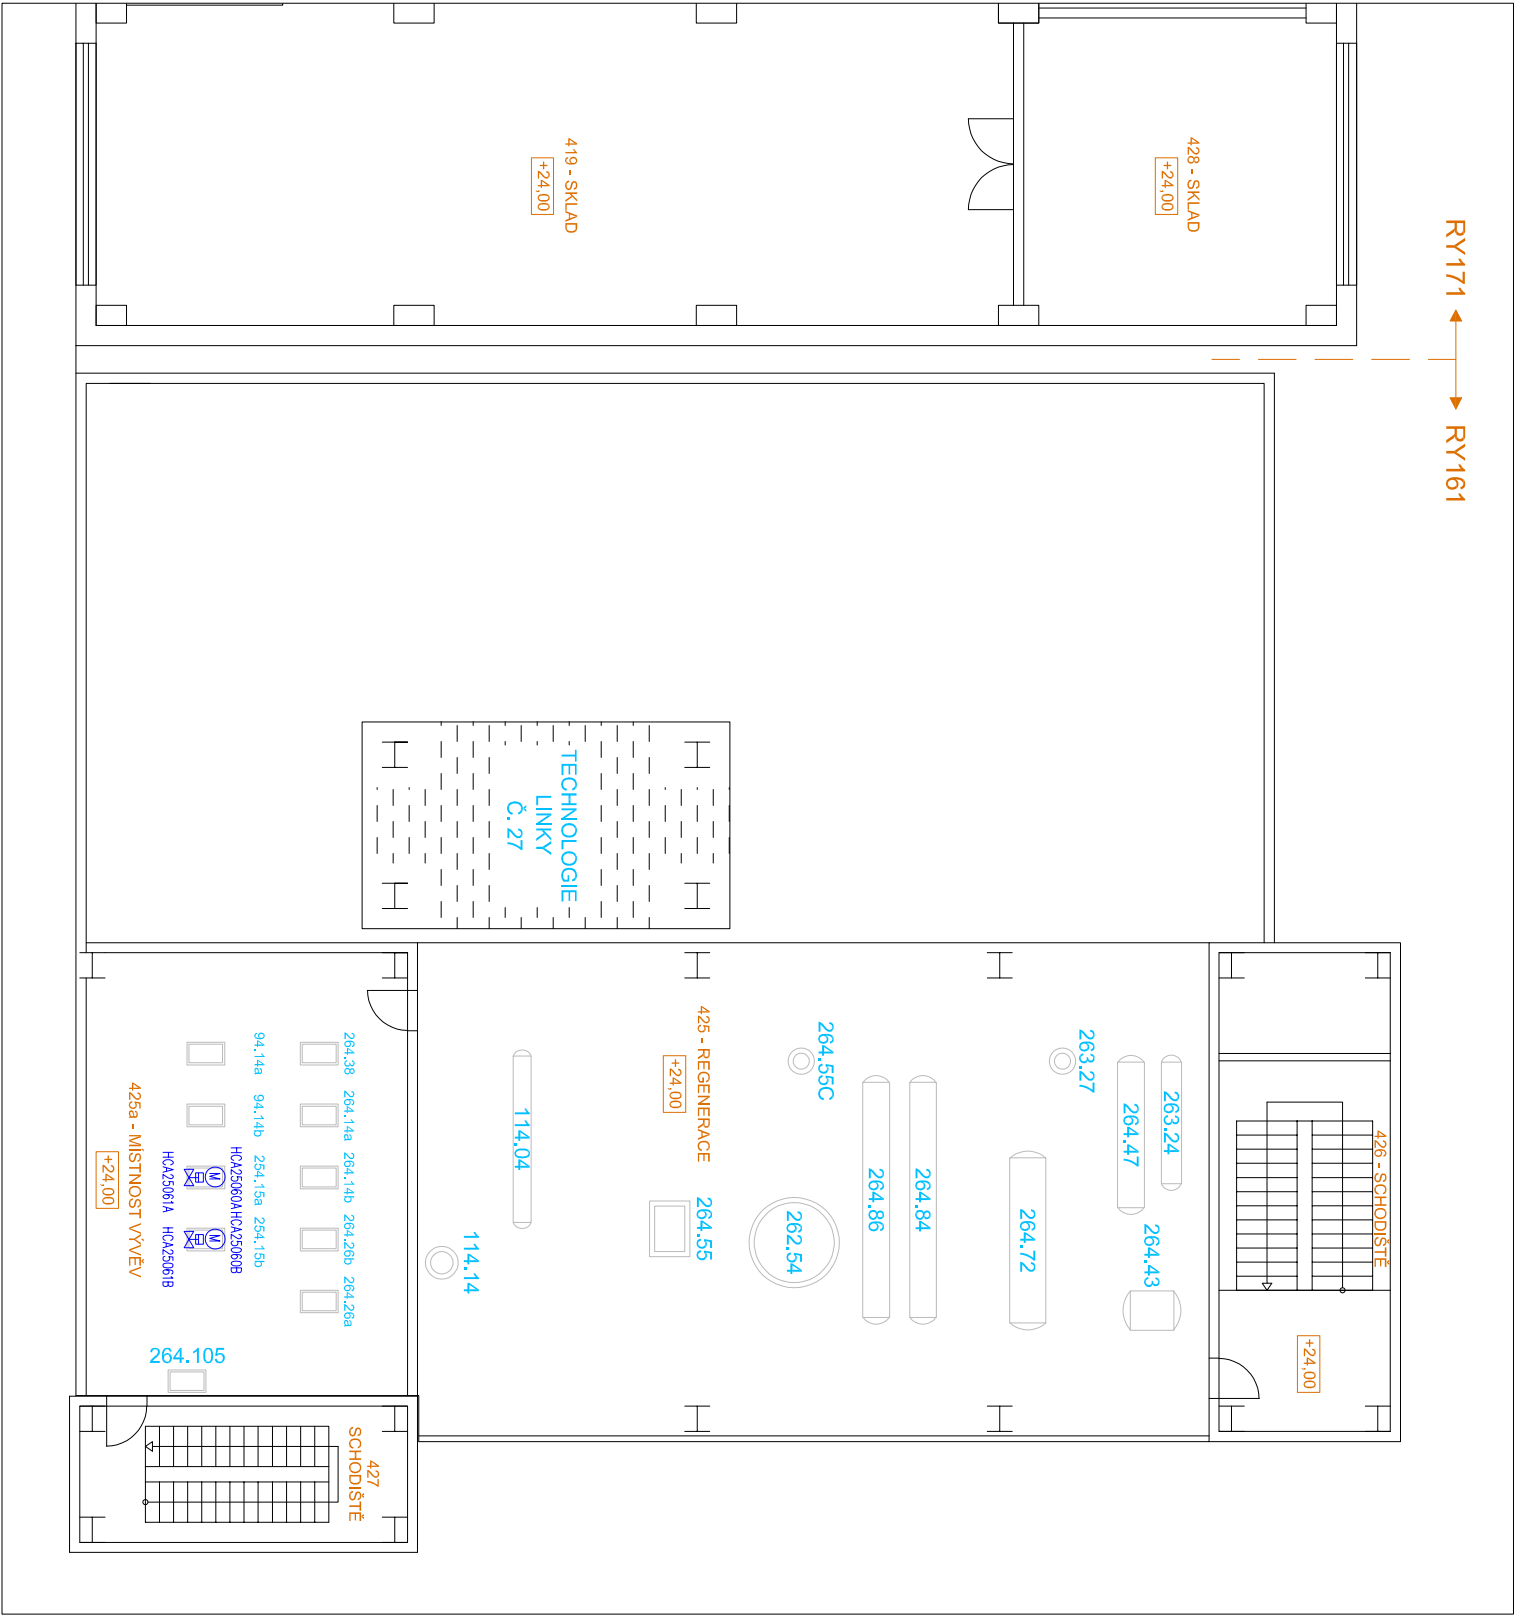 RY171
RY161
428 - SKLAD
+24,00
419 - SKLAD
+24,00
TECHNOLOGIE
LINKY
Č. 27
426 - SCHODIŠTĚ
+24,00
425 - REGENERACE
+24,00
263.27
263.24
264.47
264.43
264.72
264.55C
264.84
264.86
262.54
264.55
114.04
114.14
264.38
264.14a
264.14b
264.26b
264.26a
94.14a
94.14b
254.15a
254.15b
HCA25060A
HCA25060B
M
M
HCA25061A
HCA25061B
425a - MÍSTNOST VÝVĚV
+24,00
264.105
427
SCHODIŠTĚ